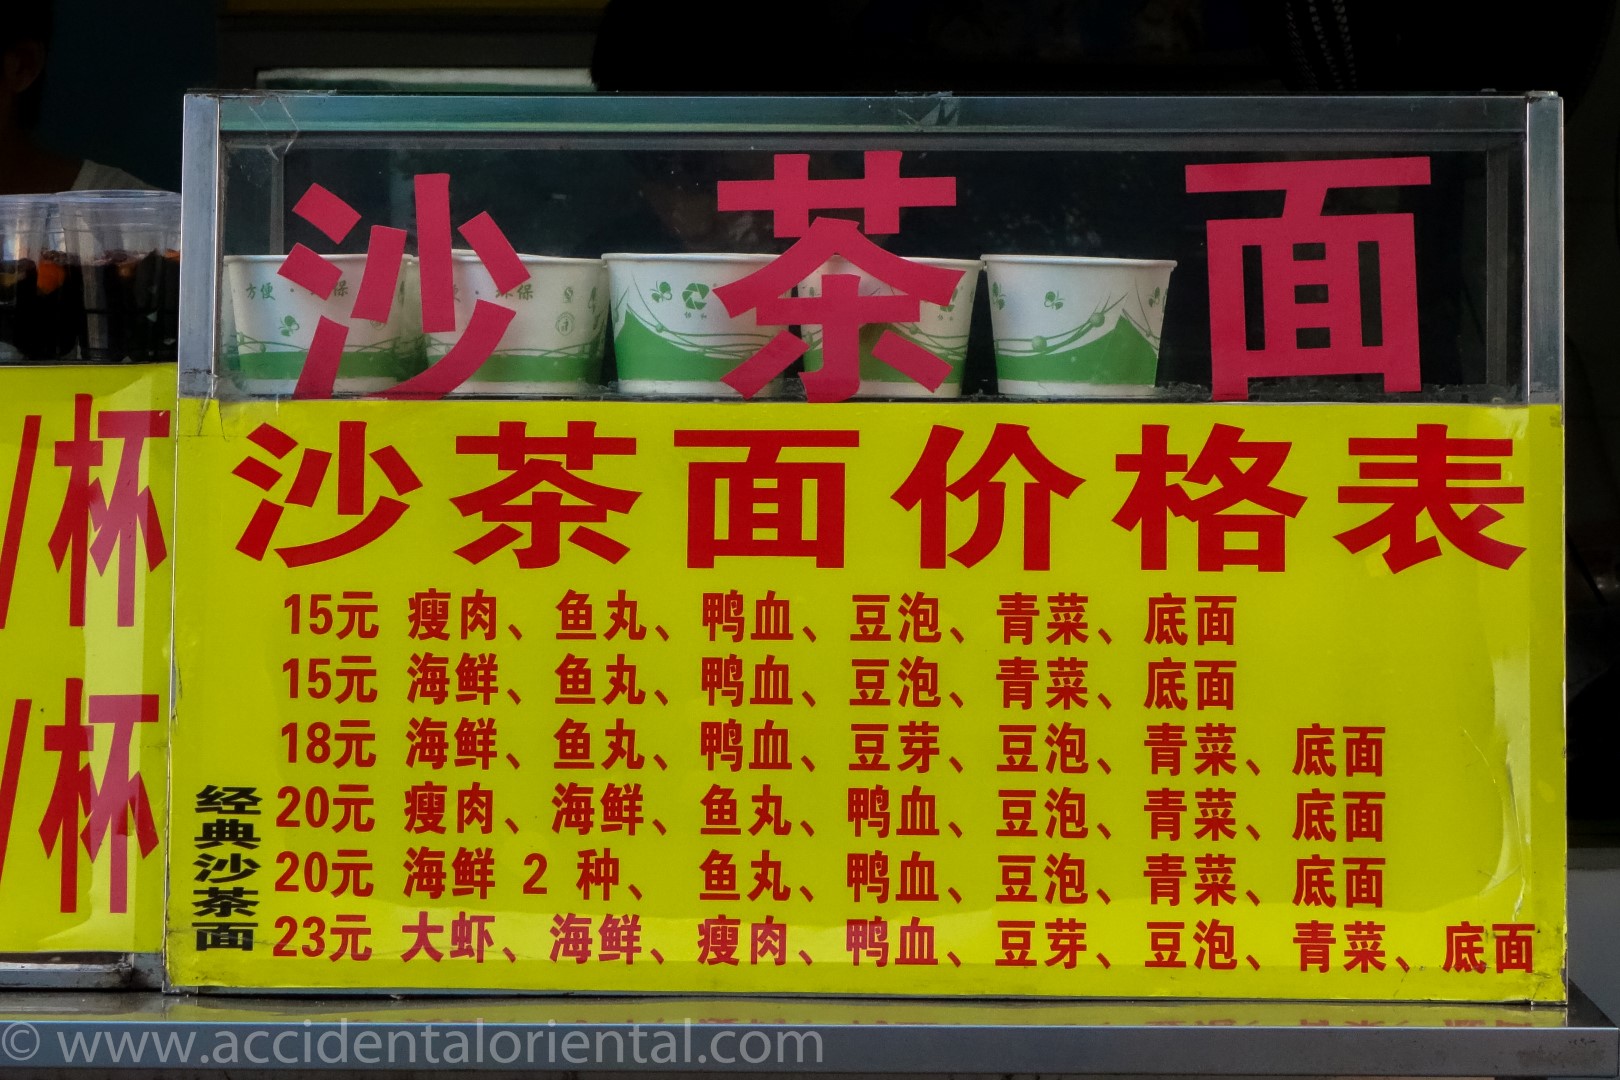 沙茶面
方便·环保
/杯
/杯
沙茶面价格表
15元 瘦肉、鱼丸、鸭血、豆泡、青菜、底面
15元 海鲜、鱼丸、鸭血、豆泡、青菜、底面
18元 海鲜、鱼丸、鸭血、豆芽、豆泡、青菜、底面
20元 瘦肉、海鲜、鱼丸、鸭血、豆泡、青菜、底面
20元 海鲜 2 种、鱼丸、鸭血、豆泡、青菜、底面
23元 大虾、海鲜、瘦肉、鸭血、豆芽、豆泡、青菜、底面
经典沙茶面
© www.accidentaloriental.com